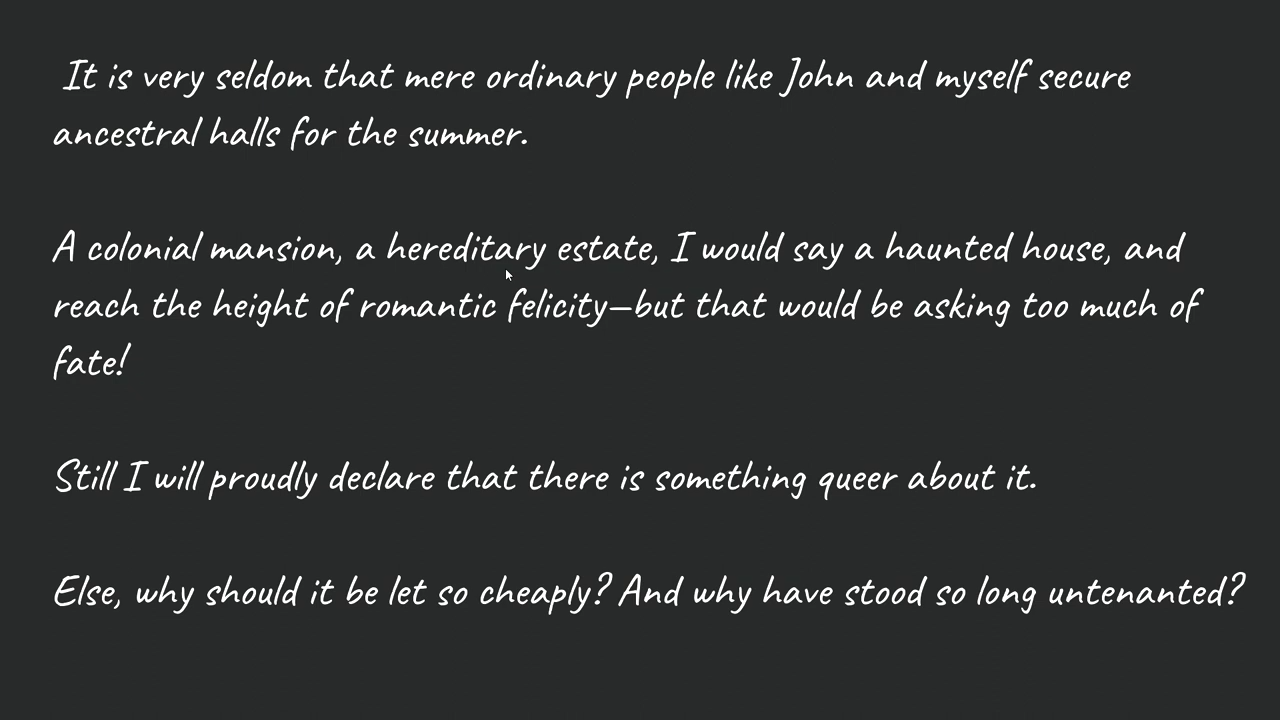 It is very seldom that mere ordinary people like John and myself secure
ancestral halls for the summer.
A colonial mansion, a hereditary estate, I would say a haunted house, and
reach the height of romantic felicity—but that would be asking too much of
fate!
Still I will proudly declare that there is something queer about it.
Else, why should it be let so cheaply? And why have stood so long untenanted?